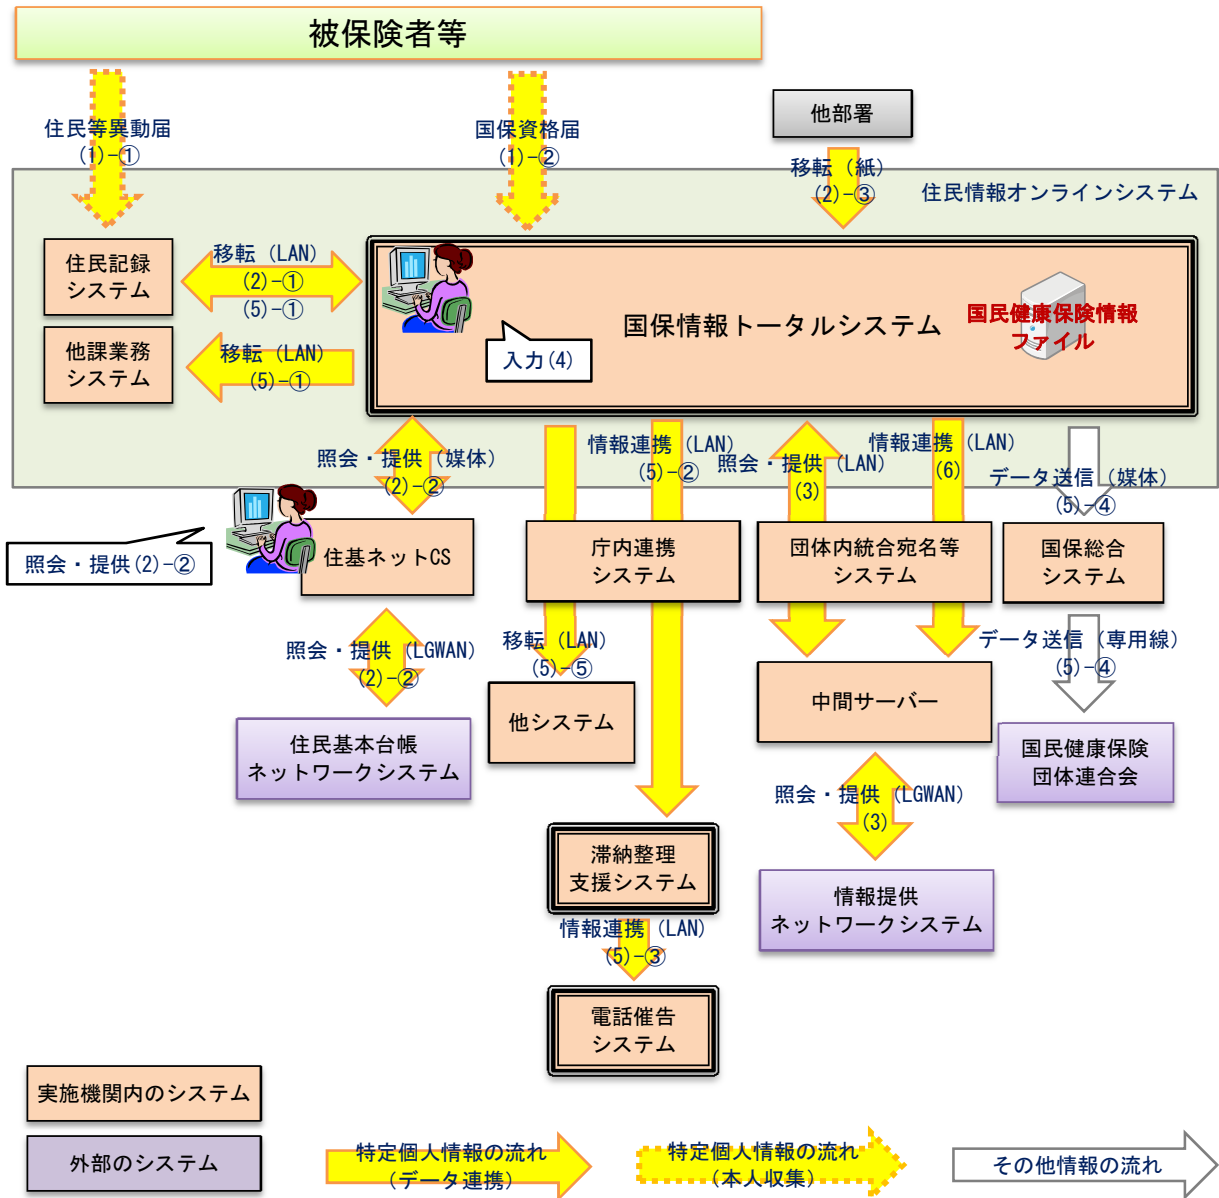 被保険者等
住民等異動届
(1)-①
国保資格届
(1)-②
他部署
移転（紙）
(2)-③
住民情報オンラインシステム
住民記録
システム
移転（LAN）
(2)-①
(5)-①
他課業務
システム
移転（LAN）
(5)-①
国保情報トータルシステム
国民健康保険情報
ファイル
入力(4)
照会・提供（媒体）
(2)-②
情報連携（LAN）
(5)-②
照会・提供（LAN）
(3)
情報連携（LAN）
(6)
データ送信（媒体）
(5)-④
照会・提供(2)-②
住基ネットCS
庁内連携
システム
団体内統合宛名等
システム
国保総合
システム
照会・提供（LGWAN）
(2)-②
移転（LAN）
(5)-⑤
データ送信（専用線）
(5)-④
住民基本台帳
ネットワークシステム
他システム
中間サーバー
国民健康保険
団体連合会
照会・提供（LGWAN）
(3)
滞納整理
支援システム
情報提供
ネットワークシステム
情報連携（LAN）
(5)-③
電話催告
システム
実施機関内のシステム
外部のシステム
特定個人情報の流れ
（データ連携）
特定個人情報の流れ
（本人収集）
その他情報の流れ